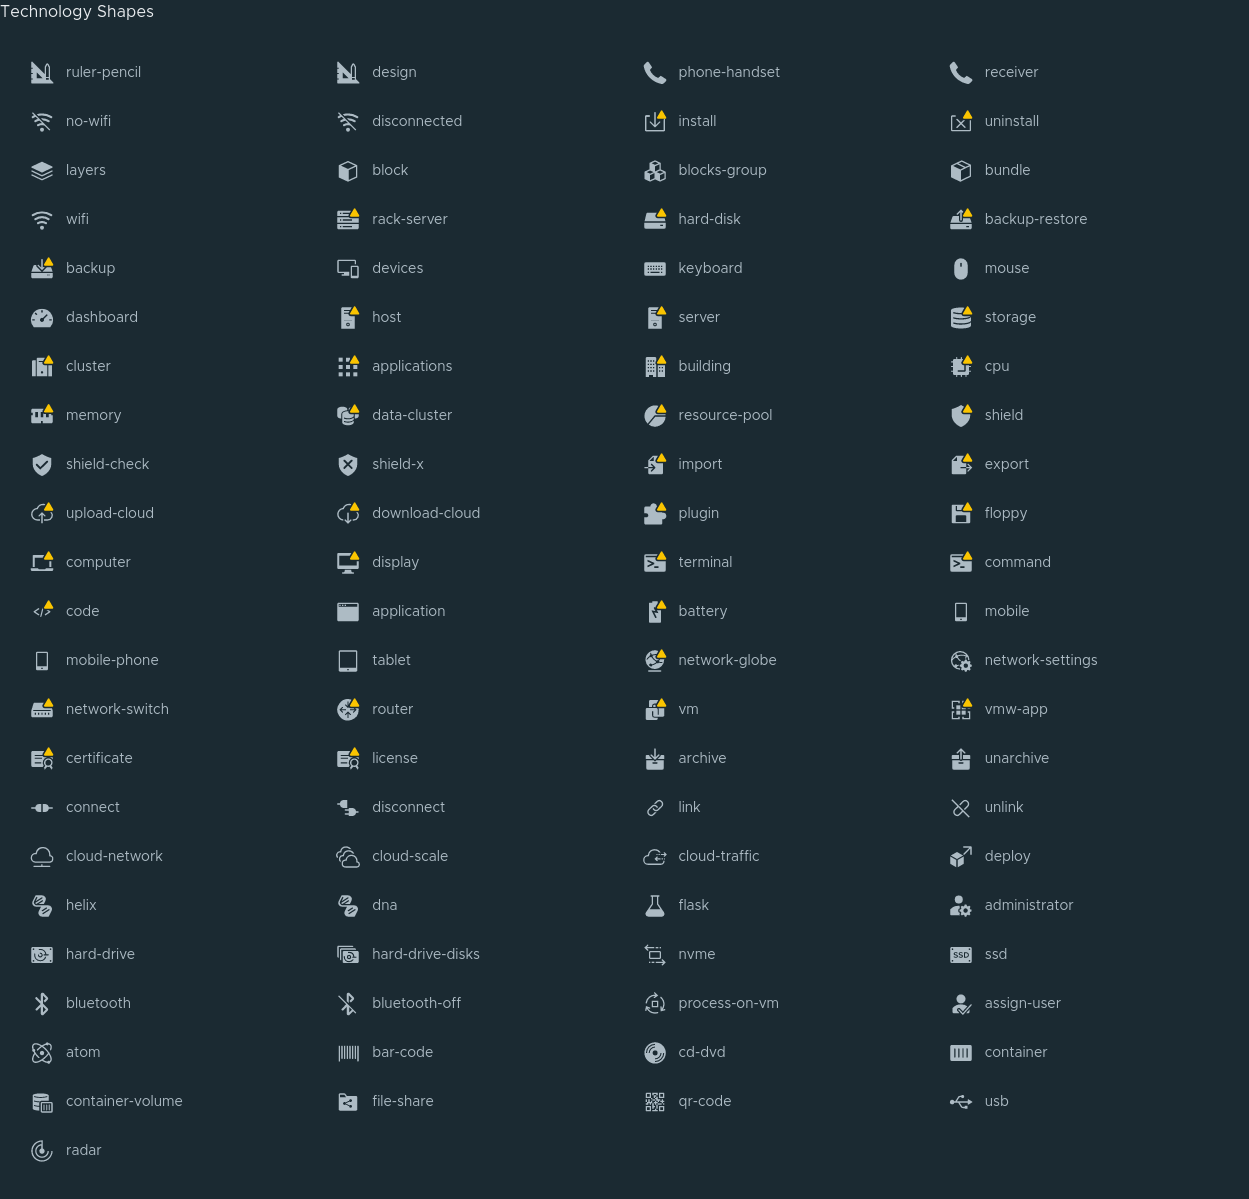 Technology Shapes
ruler-pencil design phone-handset receiver
no-wifi disconnected install uninstall
layers block blocks-group bundle
wifi rack-server hard-disk backup-restore
backup devices keyboard mouse
dashboard host server storage
cluster applications building cpu
memory data-cluster resource-pool shield
shield-check shield-x import export
upload-cloud download-cloud plugin floppy
computer display terminal command
code application battery mobile
mobile-phone tablet network-globe network-settings
network-switch router vm vmw-app
certificate license archive unarchive
connect disconnect link unlink
cloud-network cloud-scale cloud-traffic deploy
helix dna flask administrator
hard-drive hard-drive-disks nvme SSD ssd
bluetooth bluetooth-off process-on-vm assign-user
atom bar-code cd-dvd container
container-volume file-share qr-code usb
radar